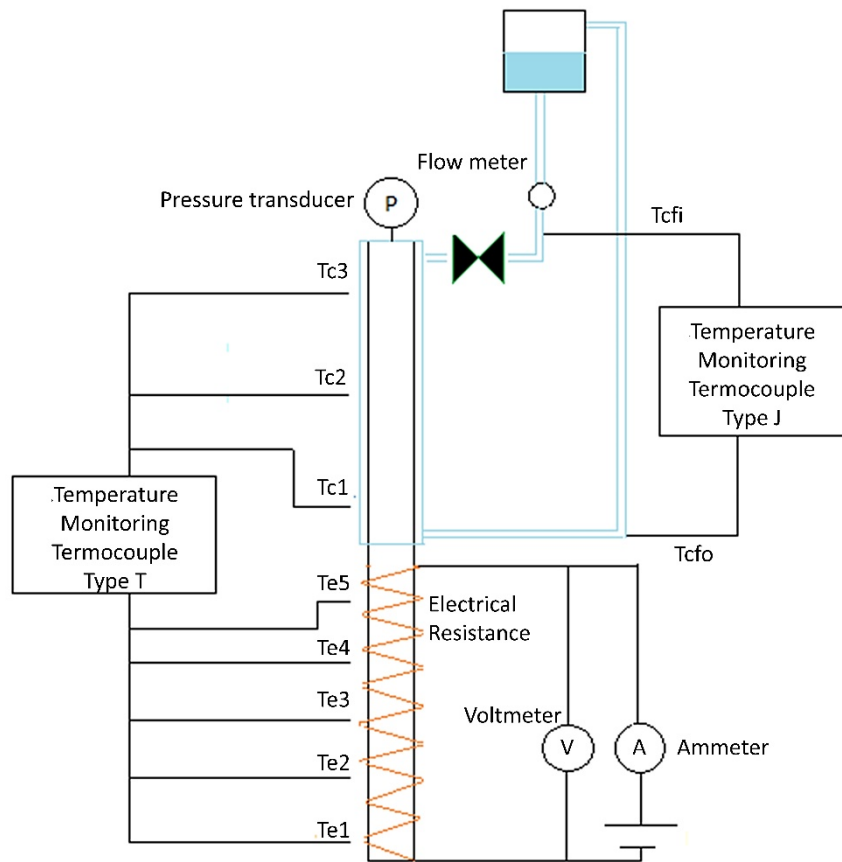 Flow meter
Pressure transducer
P
Tcfi
Tc3
Temperature
Monitoring
Termocouple
Type J
Tc2
Tc1
Temperature
Monitoring
Termocouple
Type T
Tcfo
Te5
Electrical
Resistance
Te4
Te3
Voltmeter
V
A
Ammeter
Te2
Te1